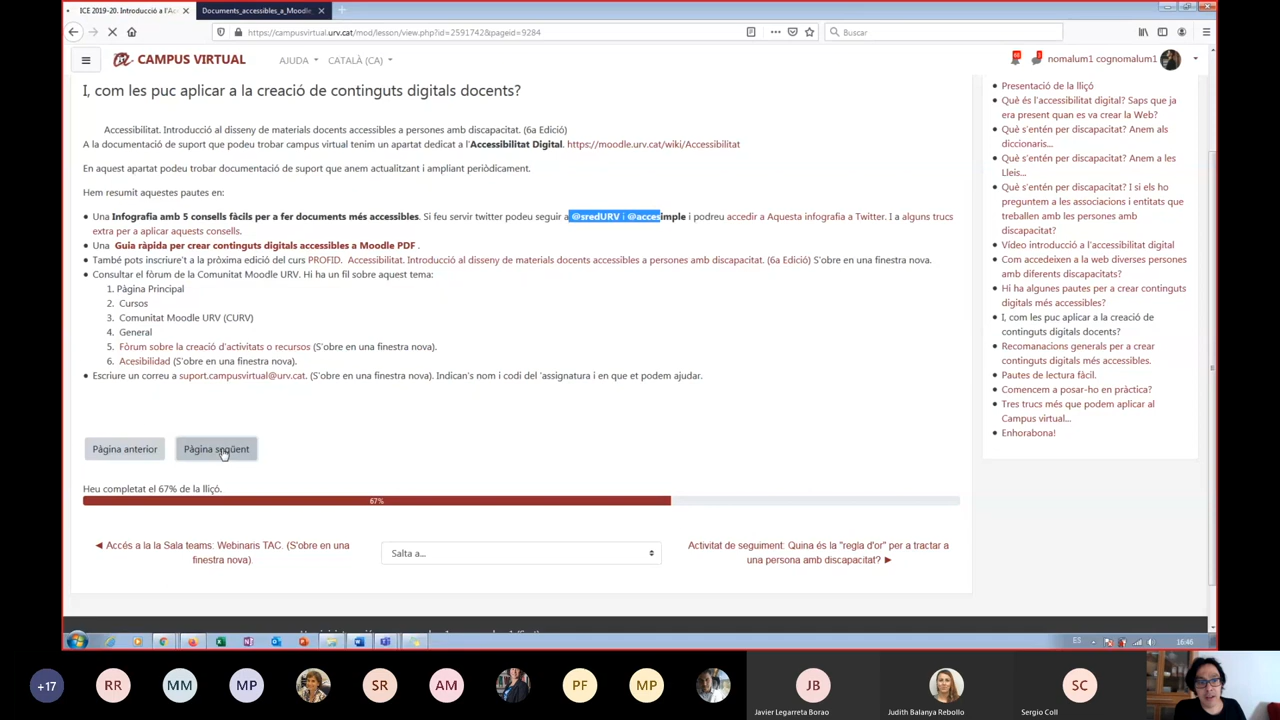 ICE 2019-20. Introducció a l'Ac
Documents_accessibles_a_Moodle
https://campusvirtual.urv.cat/mod/lesson/view.php?id=2591742&pageid=9284
Buscar
CAMPUS VIRTUAL
AJUDA
CATALÀ (CA)
nomalum1 cognomalum1
I, com les puc aplicar a la creació de continguts digitals docents?
Accessibilitat. Introducció al disseny de materials docents accessibles a persones amb discapacitat. (6a Edició)
A la documentació de suport que podeu trobar campus virtual tenim un apartat dedicat a l'Accessibilitat Digital. https://moodle.urv.cat/wiki/Accessibilitat
En aquest apartat podeu trobar documentació de suport que anem actualitzant i ampliant periòdicament.
Hem resumit aquestes pautes en:
Una Infografia amb 5 consells fàcils per a fer documents més accessibles. Si feu servir twitter podeu seguir a @sredURV i @accesimple i podreu accedir a Aquesta infografia a Twitter. I a alguns trucs
extra per a aplicar aquests consells.
Una Guia ràpida per crear continguts digitals accessibles a Moodle PDF .
També pots inscriure't a la pròxima edició del curs PROFID. Accessibilitat. Introducció al disseny de materials docents accessibles a persones amb discapacitat. (6a Edició) S'obre en una finestra nova).
Consultar el fòrum de la Comunitat Moodle URV. Hi ha un fil sobre aquest tema:
1. Pàgina Principal
2. Cursos
3. Comunitat Moodle URV (CURV)
4. General
5. Fòrum sobre la creació d'activitats o recursos (S'obre en una finestra nova).
6. Acesibilidad (S'obre en una finestra nova).
Escriure un correu a suport.campusvirtual@urv.cat. (S'obre en una finestra nova). Indican's nom i codi del 'assignatura i en que et podem ajudar.
Pàgina anterior
Pàgina següent
Heu completat el 67% de la lliçó.
67%
◄ Accés a la la Sala teams: Webinaris TAC. (S'obre en una
finestra nova).
Salta a...
Activitat de seguiment: Quina és la "regla d'or" per a tractar a
una persona amb discapacitat? ►
Presentació de la lliçó
Què és l'accessibilitat digital? Saps que ja
era present quan es va crear la Web?
Què s'entén per discapacitat? Anem als
diccionaris...
Què s'entén per discapacitat? Anem a les
Lleis...
Què s'entén per discapacitat? I si els ho
preguntem a les associacions i entitats
que treballen amb les persones amb
discapacitat?
Vídeo introducció a l'accessibilitat digital
Com accedeixen a la web diverses persones
amb diferents discapacitats?
Hi ha algunes pautes per a crear continguts
digitals més accessibles?
I, com les puc aplicar a la creació de
continguts digitals docents?
Recomanacions generals per a crear
continguts digitals més accessibles.
Pautes de lectura fàcil.
Comencem a posar-ho en pràctica?
Tres trucs més que podem aplicar al
Campus virtual...
Enhorabona!
ES
16:46
+17
RR
MM
MP
SR
AM
PF
MP
JB
SC
Javier Legarreta Borao
Judith Balanya Rebollo
Sergio Coll